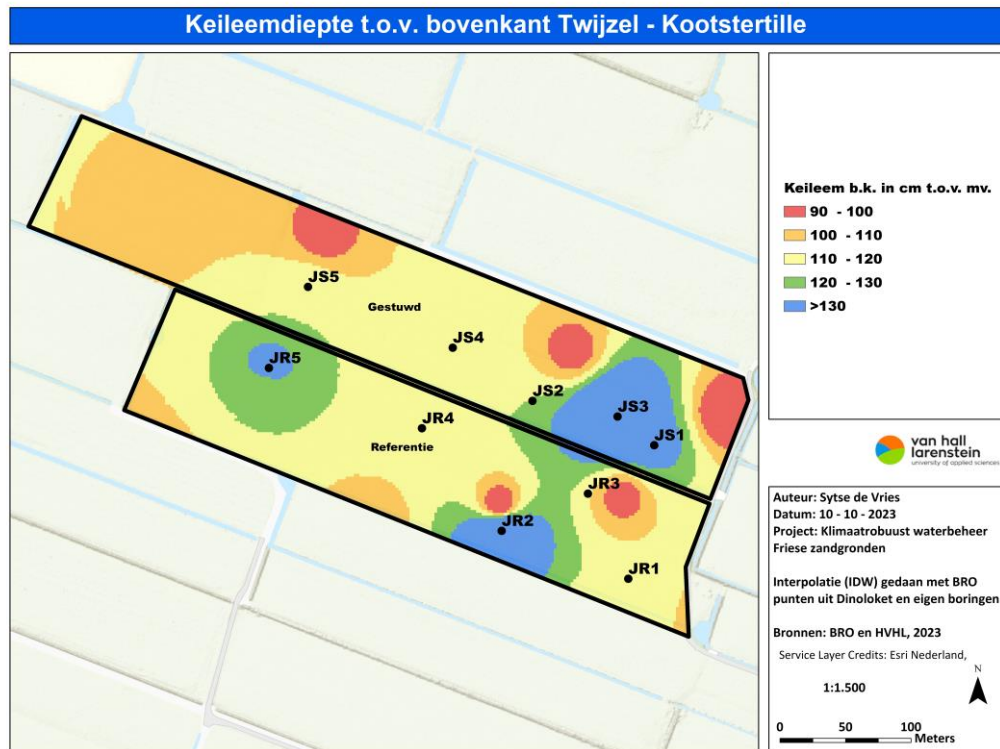 Keileemdiepte t.o.v. bovenkant Twijzel - Kootstertille
JS5
Gestuwd
JS4
JR5
JS2
JS3
JR4
JS1
Referentie
JR3
JR2
JR1
Keileem b.k. in cm t.o.v. mv.
90 - 100
100 - 110
110 - 120
120 - 130
>130
van hall
larenstein
university of applied sciences
Auteur: Sytse de Vries
Datum: 10 - 10 - 2023
Project: Klimaatrobuust waterbeheer
Friese zandgronden
Interpolatie (IDW) gedaan met BRO
punten uit Dinoloket en eigen boringen
Bronnen: BRO en HVHL, 2023
Service Layer Credits: Esri Nederland,
N
1:1.500
0 50 100
Meters